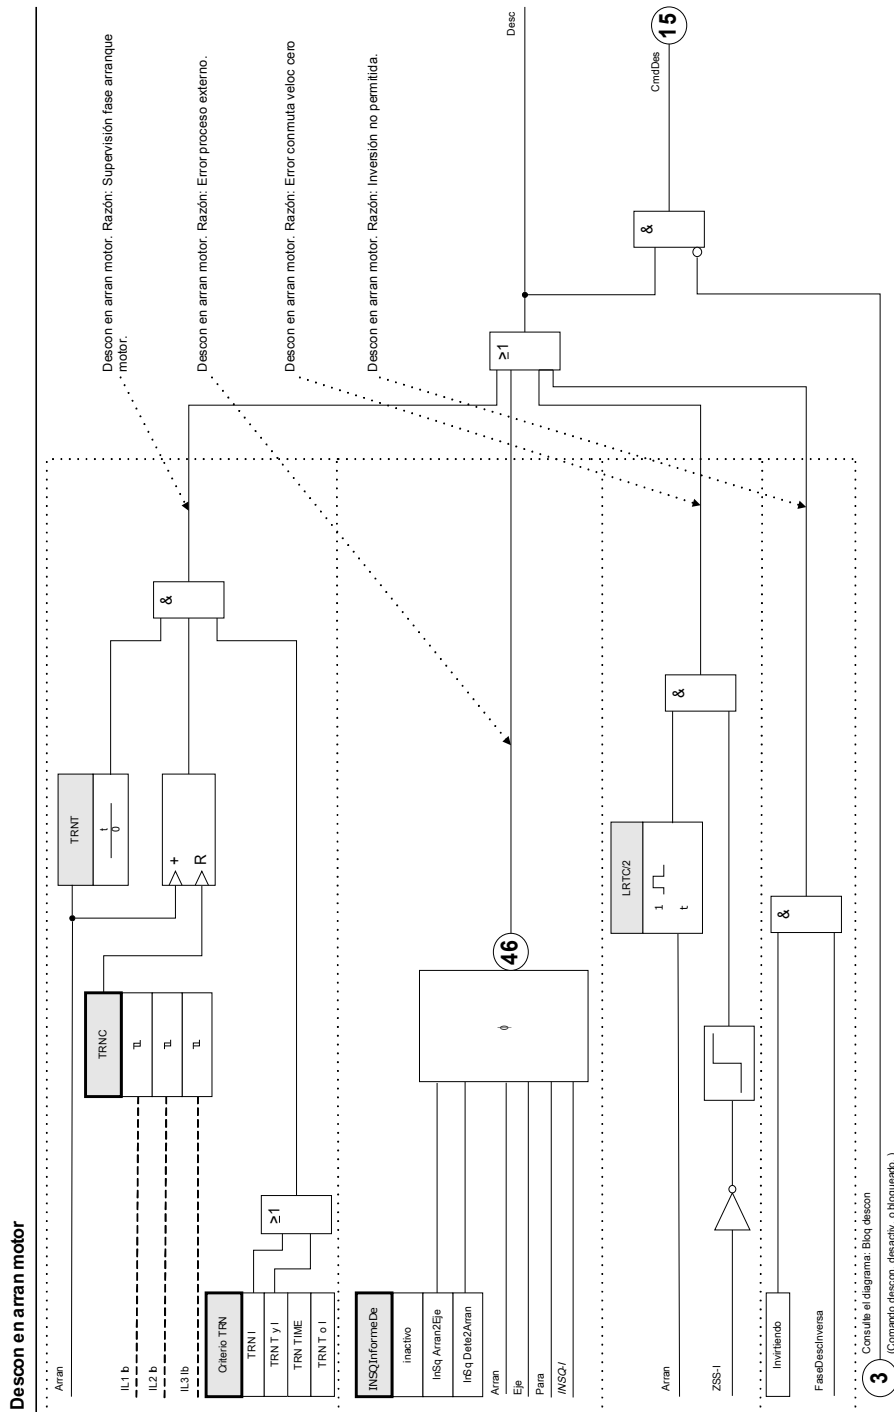 Descon en arran motor
Arran
IL1 Ib
IL2 Ib
IL3 Ib
TRNC
TRNT
t
0
+
R
&
Criterio TRN
TRN I
TRN T y I
TRN TIME
TRN T o I
≥1
Descon en arran motor. Razón: Supervisión fase arranque
motor.
Descon en arran motor. Razón: Error proceso externo.
Descon en arran motor. Razón: Error conmuta veloc cero
Descon en arran motor. Razón: Inversión no permitida.
INSQInformeDe
inactivo
InSq Arran2Eje
InSq Dete2Arran
Arran
Eje
Para
INSQ-I
46
≥1
Desc
Arran
LRTC/2
1
t
ZSS-I
&
Invirtiendo
FaseDescInversa
&
&
CmdDes
15
3
Consulte el diagrama: Bloq descon
(Comando descon. desactiv. o bloqueado.)